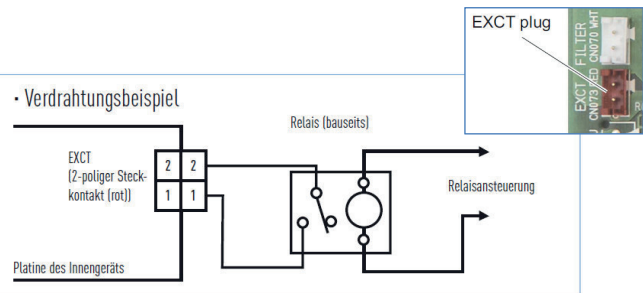 EXCT plug
EXCT
CN073 RED
FILTER
CN070 WHT
· Verdrahtungsbeispiel
Relais (bauseits)
EXCT
(2-poliger Steck-
kontakt (rot))
2 2
1 1
Relaisansteuerung
Platine des Innengeräts